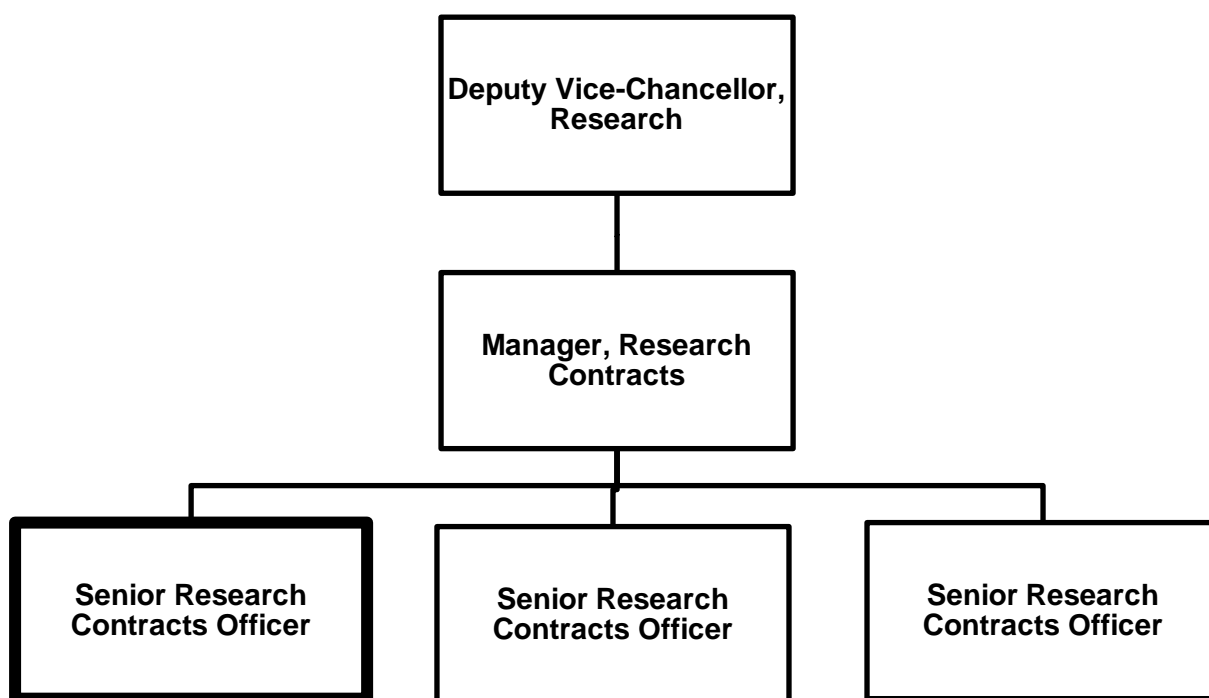 Deputy Vice-Chancellor,
Research
Manager, Research
Contracts
Senior Research
Contracts Officer
Senior Research
Contracts Officer
Senior Research
Contracts Officer